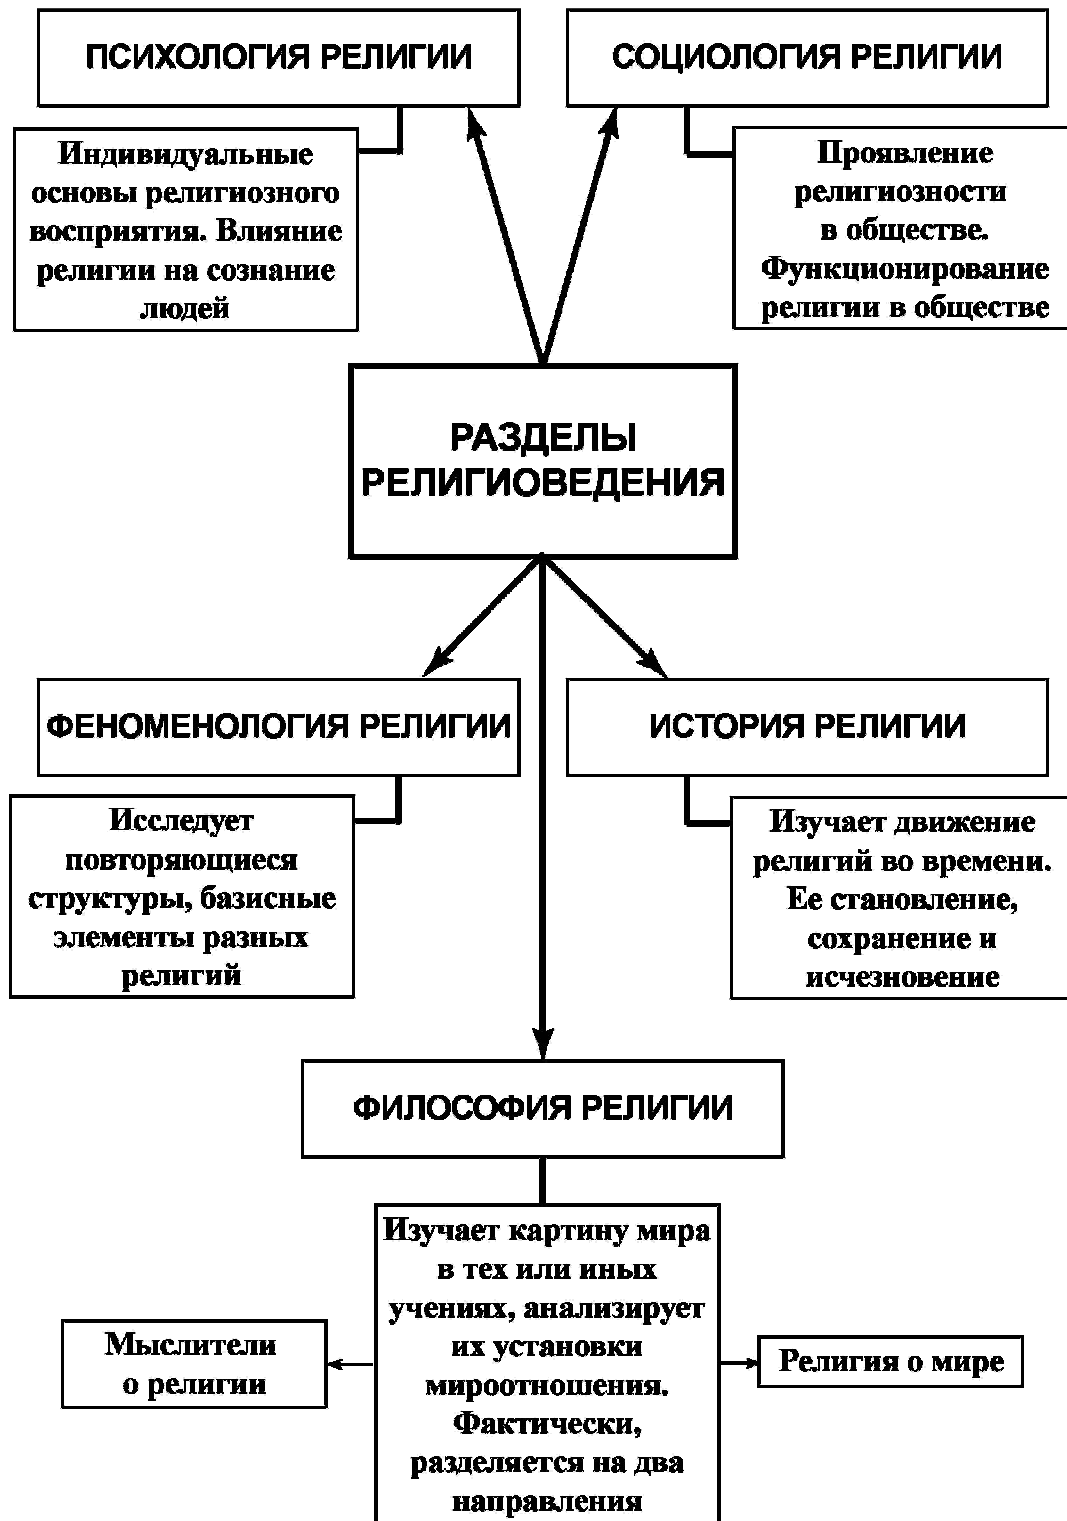 ПСИХОЛОГИЯ РЕЛИГИИ
СОЦИОЛОГИЯ РЕЛИГИИ
Индивидуальные
основы религиозного
восприятия. Влияние
религии на сознание
людей
Проявление
религиозности
в обществе.
Функционирование
религии в обществе
РАЗДЕЛЫ
РЕЛИГИОВЕДЕНИЯ
ФЕНОМЕНОЛОГИЯ РЕЛИГИИ
ИСТОРИЯ РЕЛИГИИ
Исследует
повторяющиеся
структуры, базисные
элементы разных
религий
Изучает движение
религий во времени.
Ее становление,
сохранение и
исчезновение
ФИЛОСОФИЯ РЕЛИГИИ
Изучает картину мира
в тех или иных
учениях, анализирует
их установки
мироотношения.
Фактически,
разделяется на два
направления
Мыслители
о религии
Религия о мире